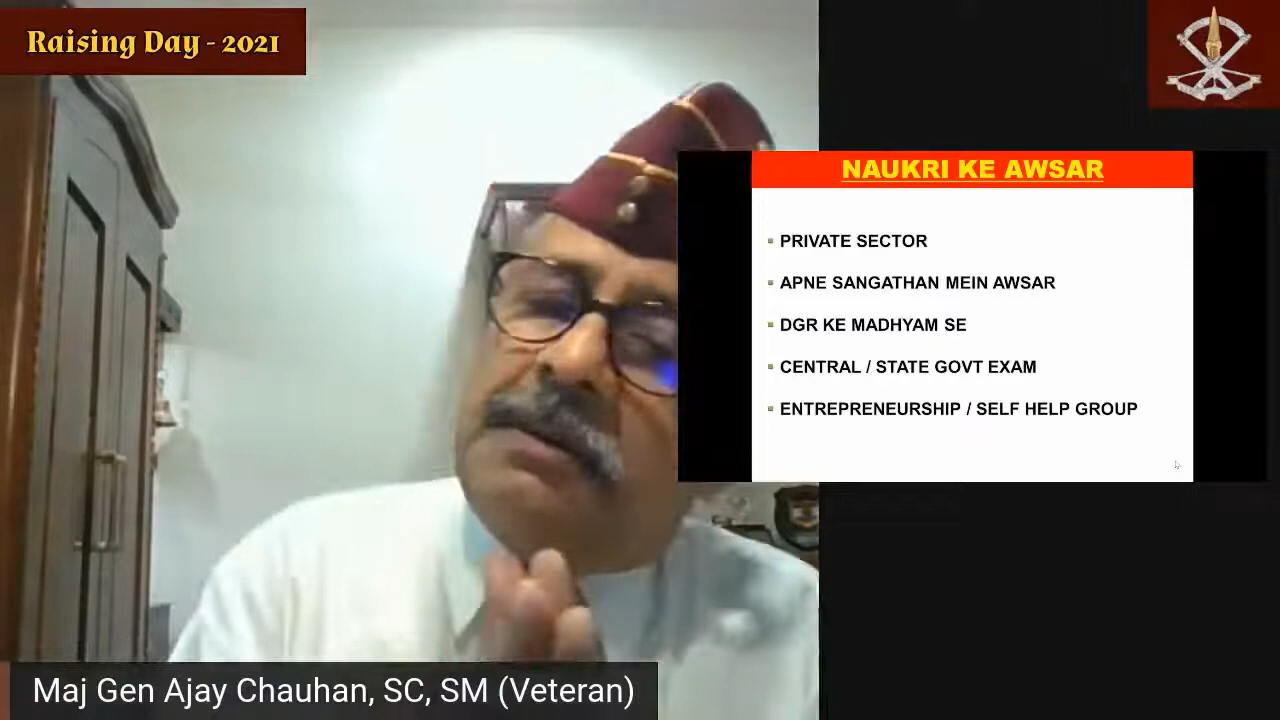 Raising Day - 2021
NAUKRI KE AWSAR
PRIVATE SECTOR
APNE SANGATHAN MEIN AWSAR
DGR KE MADHYAM SE
CENTRAL / STATE GOVT EXAM
ENTREPRENEURSHIP / SELF HELP GROUP
Maj Gen Ajay Chauhan, SC, SM (Veteran)